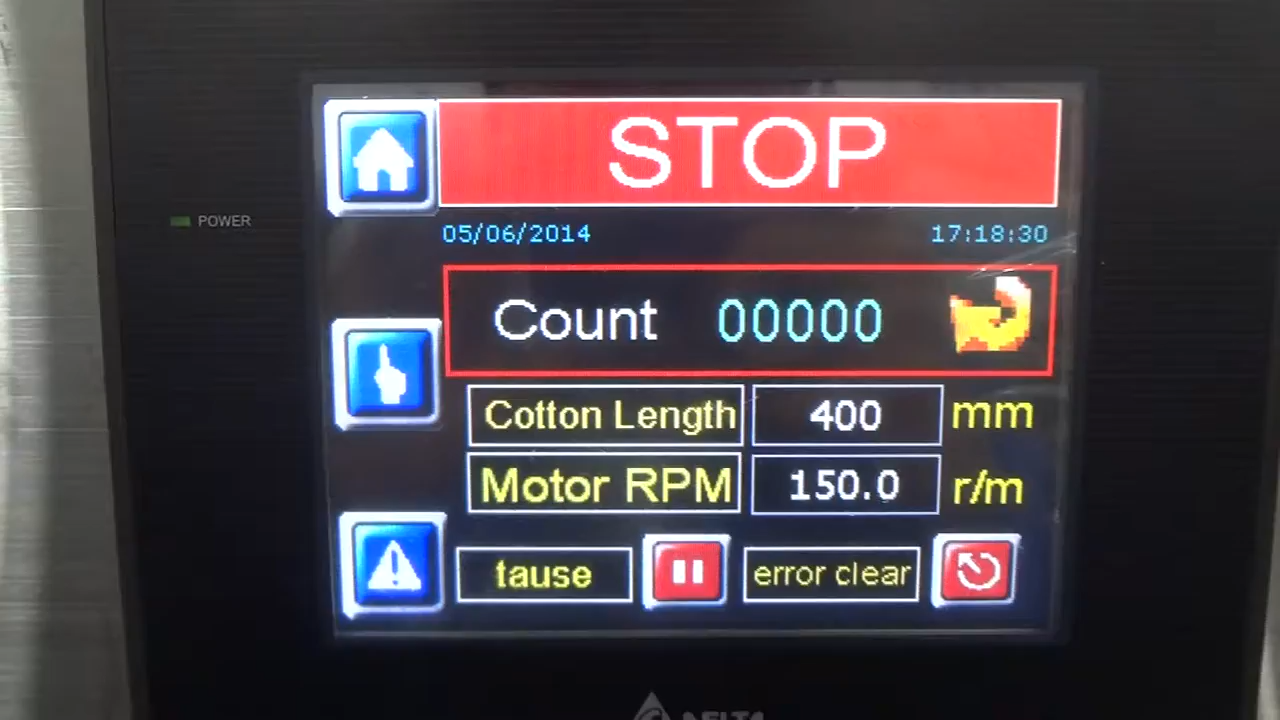 STOP
POWER
05/06/2014 17:18:30
Count 00000
Cotton Length 400 mm
Motor RPM 150.0 r/m
tause error clear
DELTA